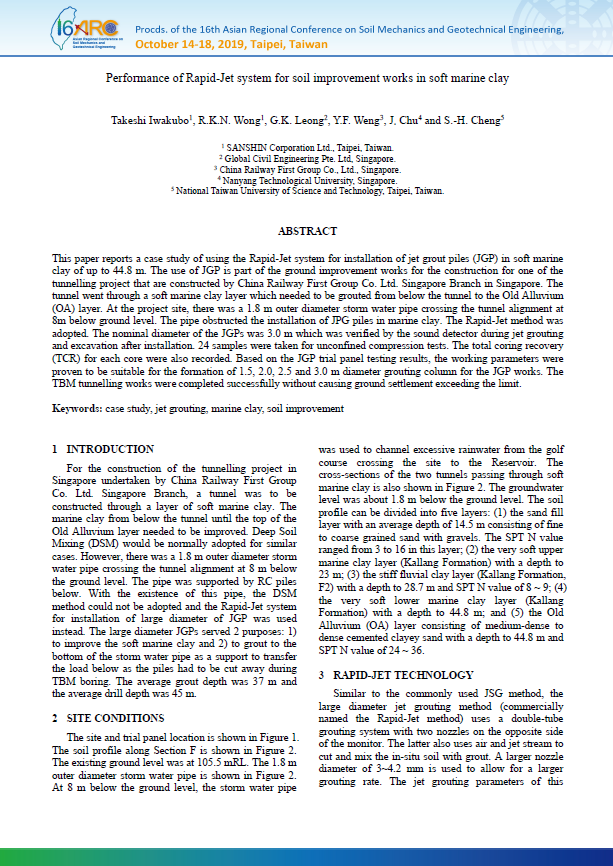 16ARC
Asian Regional Conference on
Soil Mechanics and
Geotechnical Engineering
Procds. of the 16th Asian Regional Conference on Soil Mechanics and Geotechnical Engineering,
October 14-18, 2019, Taipei, Taiwan
Performance of Rapid-Jet system for soil improvement works in soft marine clay
Takeshi Iwakubo1, R.K.N. Wong1, G.K. Leong2, Y.F. Weng3, J, Chu4 and S.-H. Cheng5
1 SANSHIN Corporation Ltd., Taipei, Taiwan.
2 Global Civil Engineering Pte. Ltd, Singapore.
3 China Railway First Group Co., Ltd., Singapore.
4 Nanyang Technological University, Singapore.
5 National Taiwan University of Science and Technology, Taipei, Taiwan.
ABSTRACT
This paper reports a case study of using the Rapid-Jet system for installation of jet grout piles (JGP) in soft marine
clay of up to 44.8 m. The use of JGP is part of the ground improvement works for the construction for one of the
tunnelling project that are constructed by China Railway First Group Co. Ltd. Singapore Branch in Singapore. The
tunnel went through a soft marine clay layer which needed to be grouted from below the tunnel to the Old Alluvium
(OA) layer. At the project site, there was a 1.8 m outer diameter storm water pipe crossing the tunnel alignment at
8m below ground level. The pipe obstructed the installation of JPG piles in marine clay. The Rapid-Jet method was
adopted. The nominal diameter of the JGPs was 3.0 m which was verified by the sound detector during jet grouting
and excavation after installation. 24 samples were taken for unconfined compression tests. The total coring recovery
(TCR) for each core were also recorded. Based on the JGP trial panel testing results, the working parameters were
proven to be suitable for the formation of 1.5, 2.0, 2.5 and 3.0 m diameter grouting column for the JGP works. The
TBM tunnelling works were completed successfully without causing ground settlement exceeding the limit.
Keywords: case study, jet grouting, marine clay, soil improvement
1 INTRODUCTION
For the construction of the tunnelling project in
Singapore undertaken by China Railway First Group
Co. Ltd. Singapore Branch, a tunnel was to be
constructed through a layer of soft marine clay. The
marine clay from below the tunnel until the top of the
Old Alluvium layer needed to be improved. Deep Soil
Mixing (DSM) would be normally adopted for similar
cases. However, there was a 1.8 m outer diameter storm
water pipe crossing the tunnel alignment at 8 m below
the ground level. The pipe was supported by RC piles
below. With the existence of this pipe, the DSM
method could not be adopted and the Rapid-Jet system
for installation of large diameter of JGP was used
instead. The large diameter JGPs served 2 purposes: 1)
to improve the soft marine clay and 2) to grout to the
bottom of the storm water pipe as a support to transfer
the load below as the piles had to be cut away during
TBM boring. The average grout depth was 37 m and
the average drill depth was 45 m.
2 SITE CONDITIONS
The site and trial panel location is shown in Figure 1.
The soil profile along Section F is shown in Figure 2.
The existing ground level was at 105.5 mRL. The 1.8 m
outer diameter storm water pipe is shown in Figure 2.
At 8 m below the ground level, the storm water pipe
was used to channel excessive rainwater from the golf
course crossing the site to the Reservoir. The
cross-sections of the two tunnels passing through soft
marine clay is also shown in Figure 2. The groundwater
level was about 1.8 m below the ground level. The soil
profile can be divided into five layers: (1) the sand fill
layer with an average depth of 14.5 m consisting of fine
to coarse grained sand with gravels. The SPT N value
ranged from 3 to 16 in this layer; (2) the very soft upper
marine clay layer (Kallang Formation) with a depth to
23 m; (3) the stiff fluvial clay layer (Kallang Formation,
F2) with a depth to 28.7 m and SPT N value of 8 ~ 9; (4)
the very soft lower marine clay layer (Kallang
Formation) with a depth to 44.8 m; and (5) the Old
Alluvium (OA) layer consisting of medium-dense to
dense cemented clayey sand with a depth to 44.8 m and
SPT N value of 24 ~ 36.
3 RAPID-JET TECHNOLOGY
Similar to the commonly used JSG method, the
large diameter jet grouting method (commercially
named the Rapid-Jet method) uses a double-tube
grouting system with two nozzles on the opposite side
of the monitor. The latter also uses air and jet stream to
cut and mix the in-situ soil with grout. A larger nozzle
diameter of 3~4.2 mm is used to allow for a larger
grouting rate. The jet grouting parameters of this